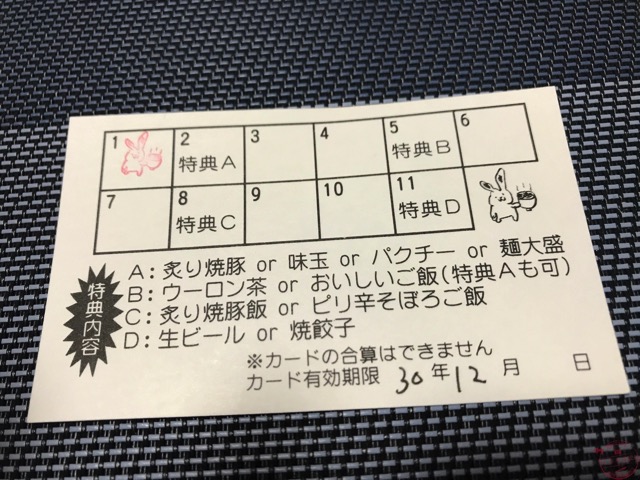 1 2 3 4 5 6
特典A 特典B
7 8 9 10 11
特典C 特典D
特典内容
A：炙り焼豚 or 味玉 or パクチー or 麺大盛
B：ウーロン茶 or おいしいご飯(特典Aも可)
C：炙り焼豚飯 or ピリ辛そぼろご飯
D：生ビール or 焼餃子
※カードの合算はできません
カード有効期限 30年12月 日